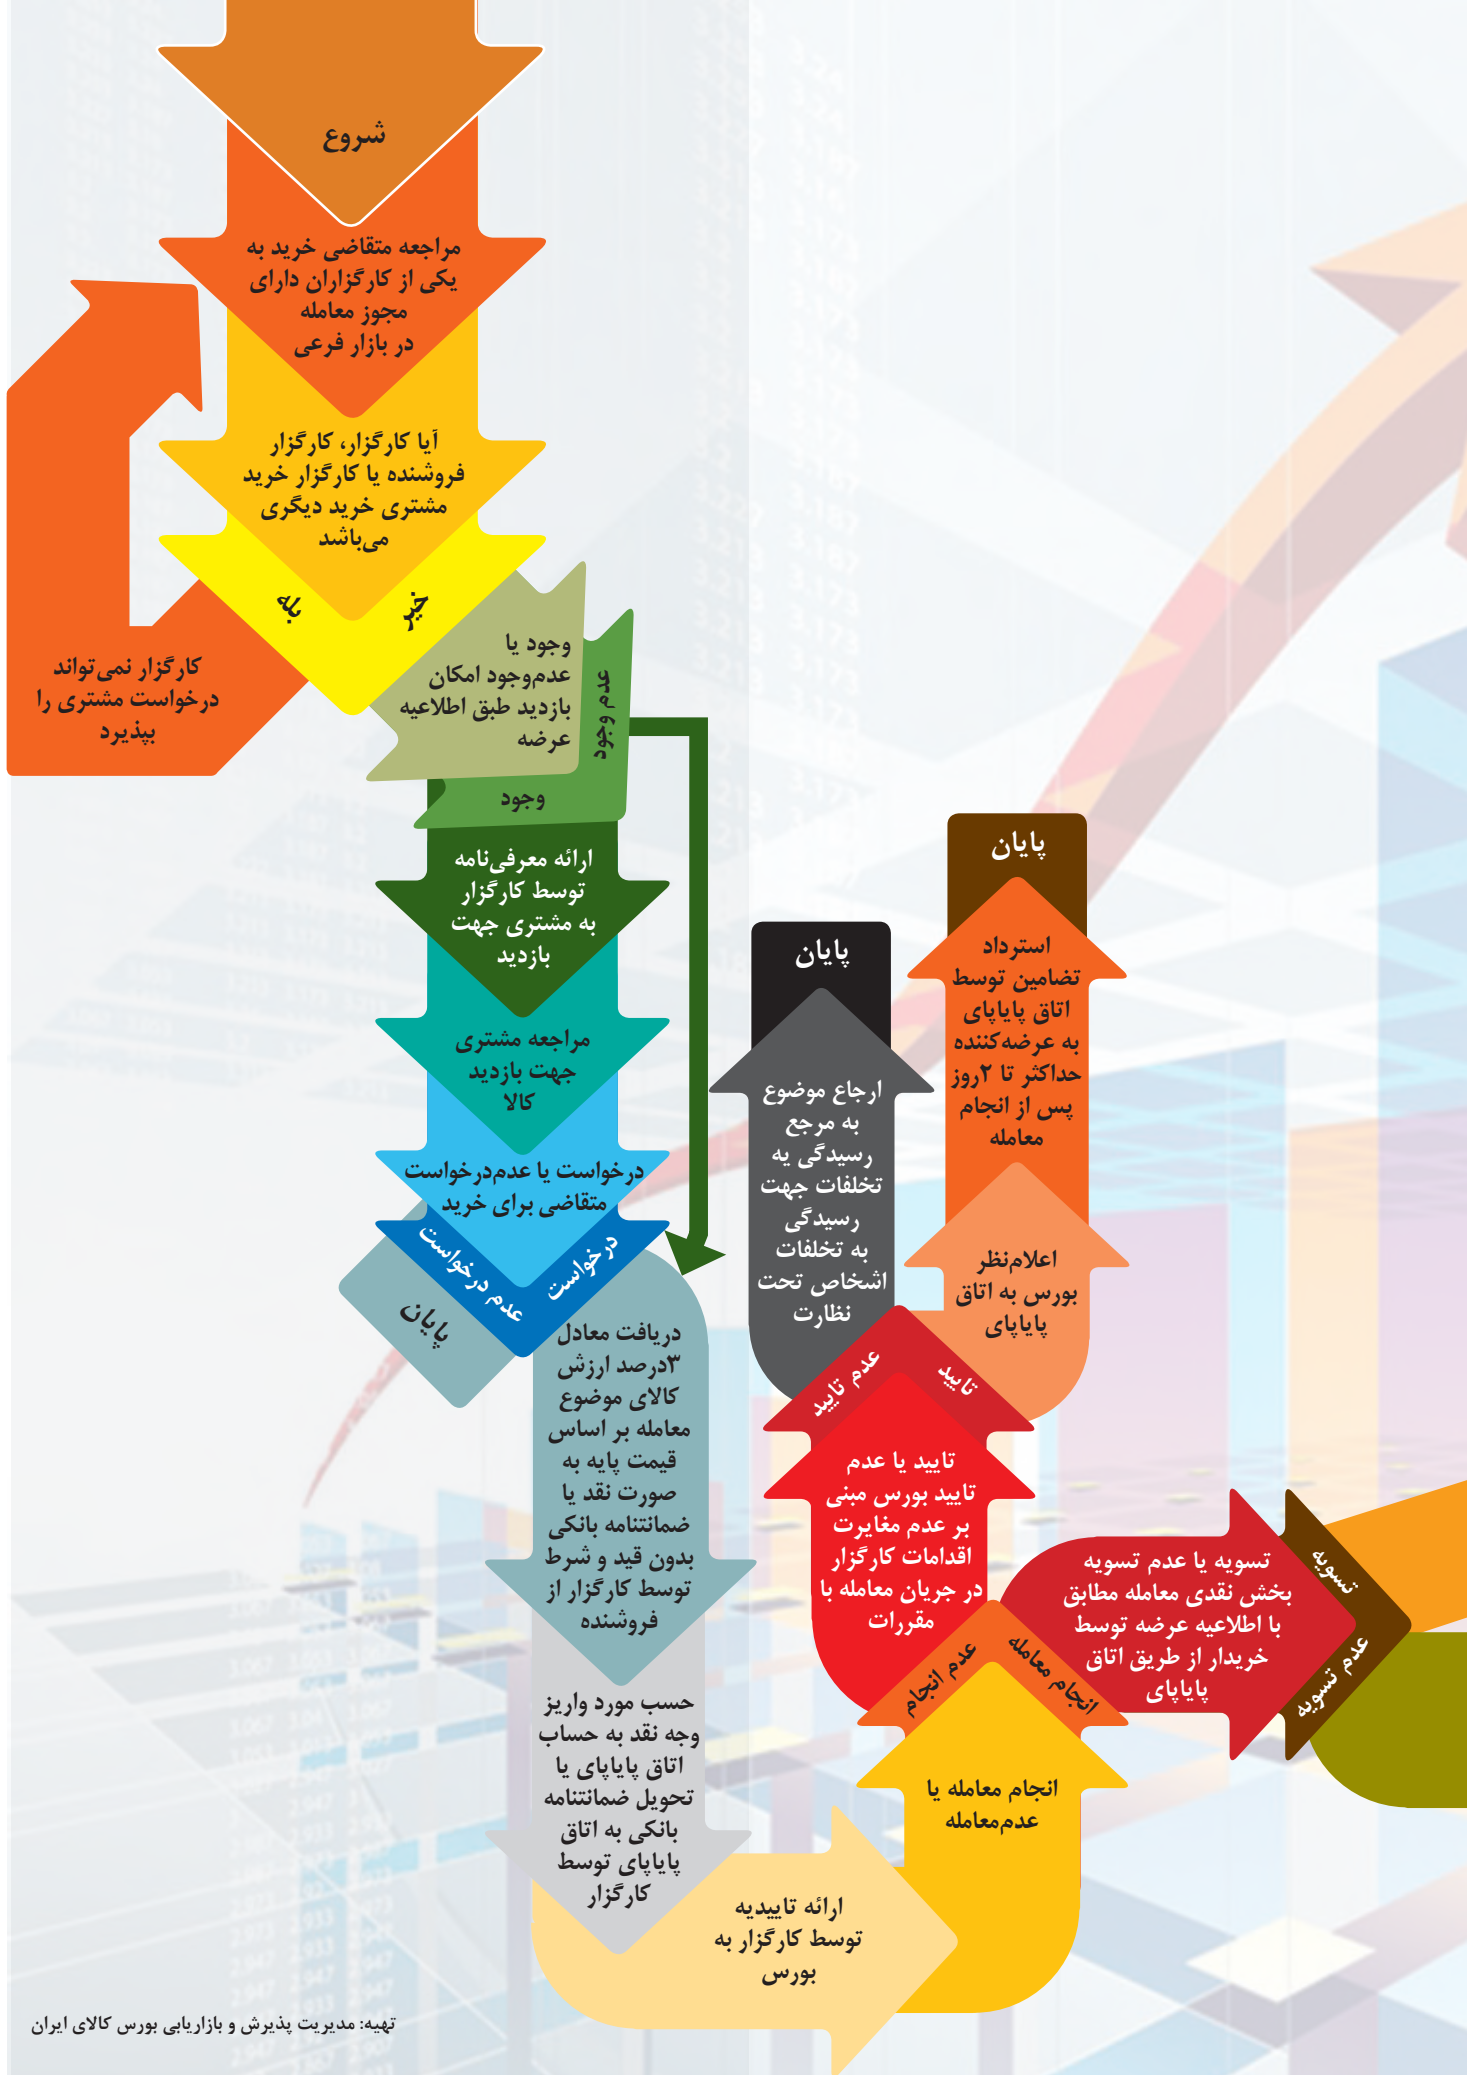 شروع
مراجعه متقاضی خرید به
یکی از کارگزاران دارای
مجوز معامله
در بازار فرعی
آیا کارگزار، کارگزار
فروشنده یا کارگزار خرید
مشتری خرید دیگری
می‌باشد
بله
خیر
کارگزار نمی‌تواند
درخواست مشتری را
بپذیرد
وجود یا
عدم‌وجود امکان
بازدید طبق اطلاعیه
عرضه
عدم وجود
وجود
ارائه معرفی‌نامه
توسط کارگزار
به مشتری جهت
بازدید
مراجعه مشتری
جهت بازدید
کالا
درخواست یا عدم‌درخواست
متقاضی برای خرید
درخواست
عدم درخواست
پایان
دریافت معادل
۳درصد ارزش
کالای موضوع
معامله بر اساس
قیمت پایه به
صورت نقد یا
ضمانتنامه بانکی
بدون قید و شرط
توسط کارگزار از
فروشنده
حسب مورد واریز
وجه نقد به حساب
اتاق پایاپای یا
تحویل ضمانتنامه
بانکی به اتاق
پایاپای توسط
کارگزار
ارائه تاییدیه
توسط کارگزار به
بورس
انجام معامله یا
عدم‌معامله
انجام معامله
عدم انجام
تسویه یا عدم تسویه
بخش نقدی معامله مطابق
با اطلاعیه عرضه توسط
خریدار از طریق اتاق
پایاپای
تسویه
عدم تسویه
تایید یا عدم
تایید بورس مبنی
بر عدم مغایرت
اقدامات کارگزار
در جریان معامله با
مقررات
تایید
عدم تایید
اعلام‌نظر
بورس به اتاق
پایاپای
استرداد
تضامین توسط
اتاق پایاپای
به عرضه‌کننده
حداکثر تا ۲روز
پس از انجام
معامله
پایان
ارجاع موضوع
به مرجع
رسیدگی یه
تخلفات جهت
رسیدگی
به تخلفات
اشخاص تحت
نظارت
پایان
تهیه: مدیریت پذیرش و بازاریابی بورس کالای ایران